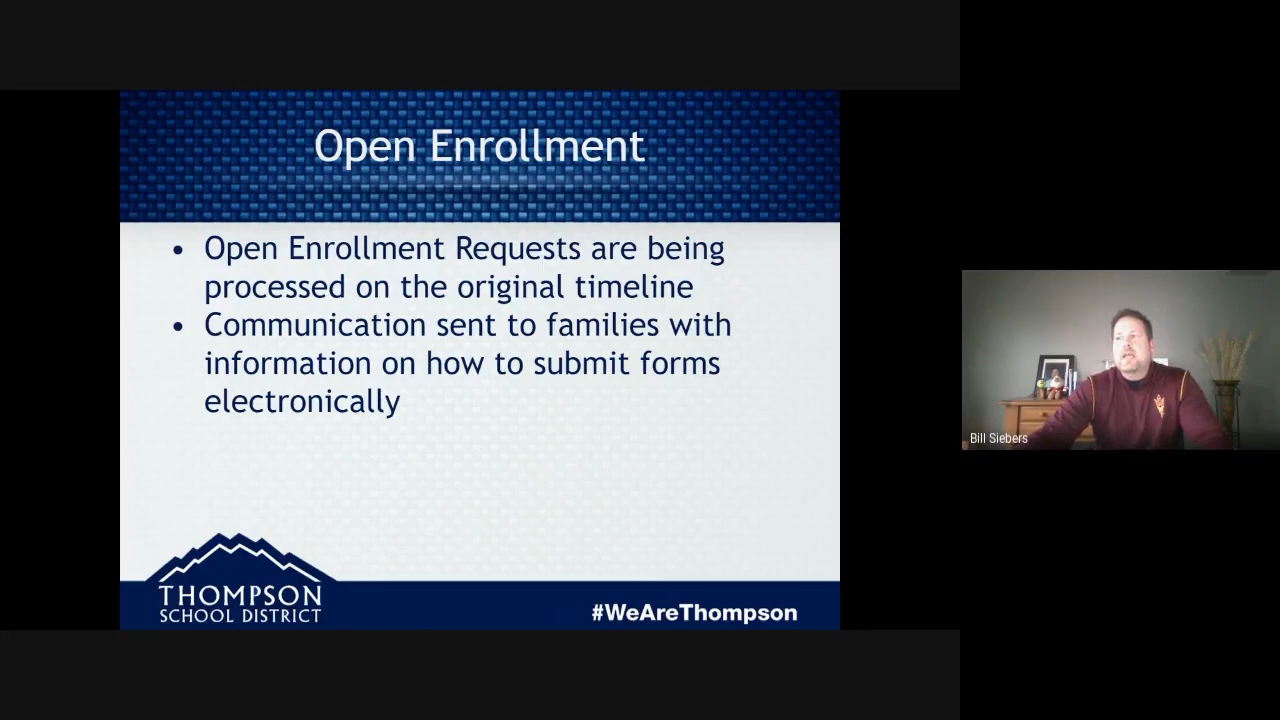 Open Enrollment
• Open Enrollment Requests are being
processed on the original timeline
• Communication sent to families with
information on how to submit forms
electronically
THOMPSON
SCHOOL DISTRICT
#WeAreThompson
Bill Siebers